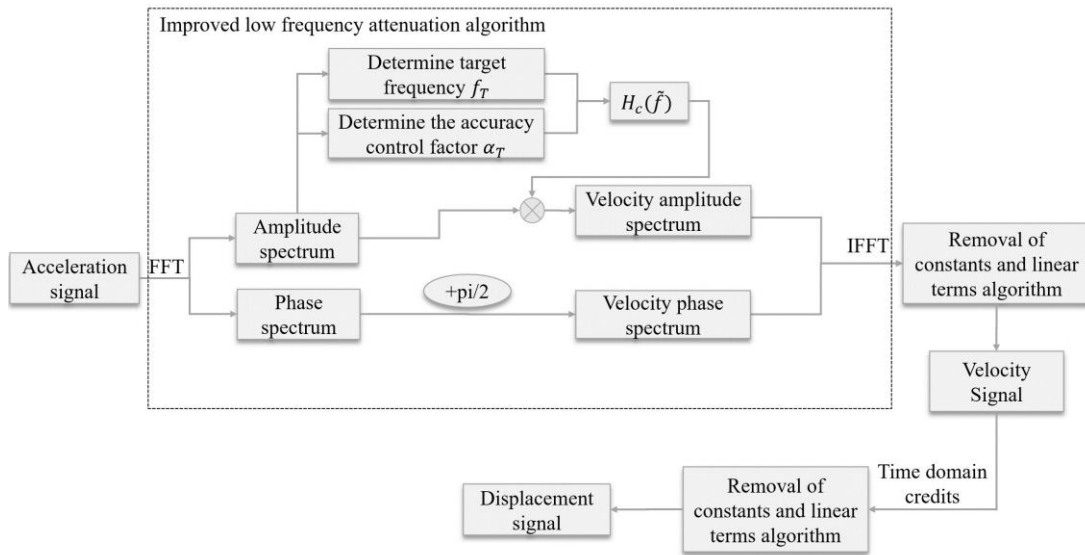 Improved low frequency attenuation algorithm
Determine target
frequency f_T
Determine the accuracy
control factor α_T
H_c(f̃)
Amplitude
spectrum
Velocity amplitude
spectrum
Acceleration
signal
FFT
Phase
spectrum
+pi/2
Velocity phase
spectrum
IFFT
Removal of
constants and linear
terms algorithm
Velocity
Signal
Time domain
credits
Removal of
constants and linear
terms algorithm
Displacement
signal